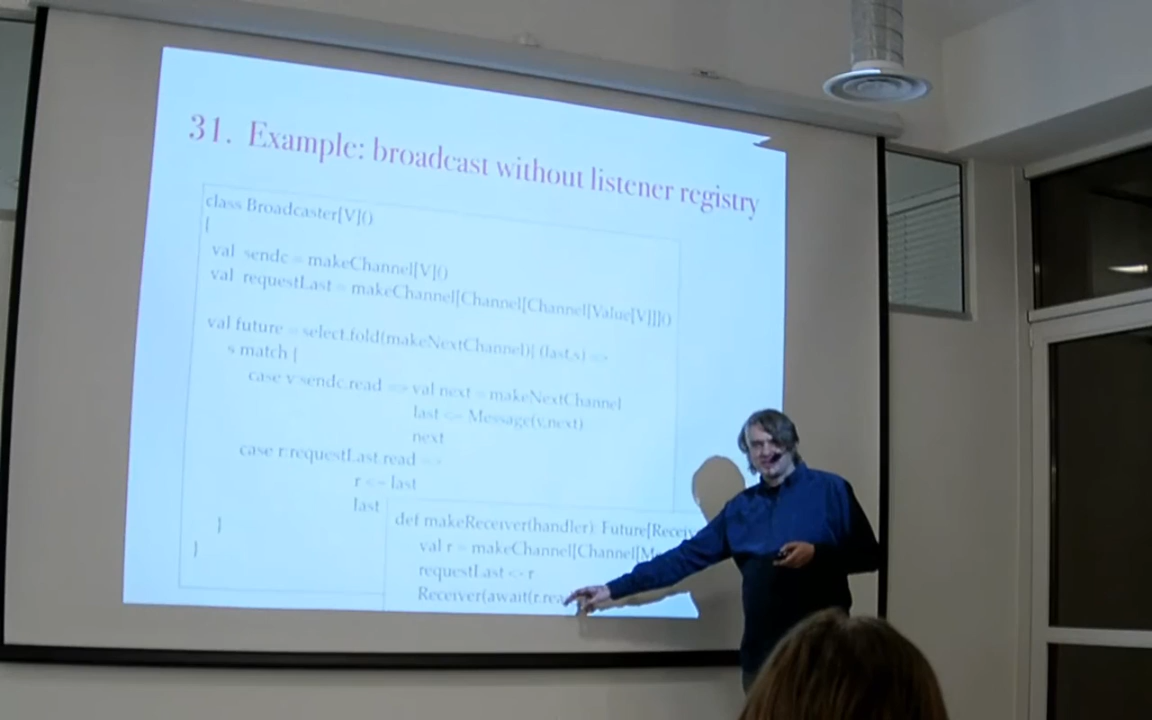 31. Example: broadcast without listener registry
class Broadcaster[V]()
{
val sendc = makeChannel[V]()
val requestLast = makeChannel[Channel[Channel[Value[V]]]()
val future = select.fold(makeNextChannel){ (last,s) =>
s match {
case v:sendc.read => val next = makeNextChannel
last <~ Message(v,next)
next
case r:requestLast.read =>
r <~ last
last
}
}
def makeReceiver(handler): Future[Receiv
val r = makeChannel[Channel[Me
requestLast <~ r
Receiver(await(r.rea